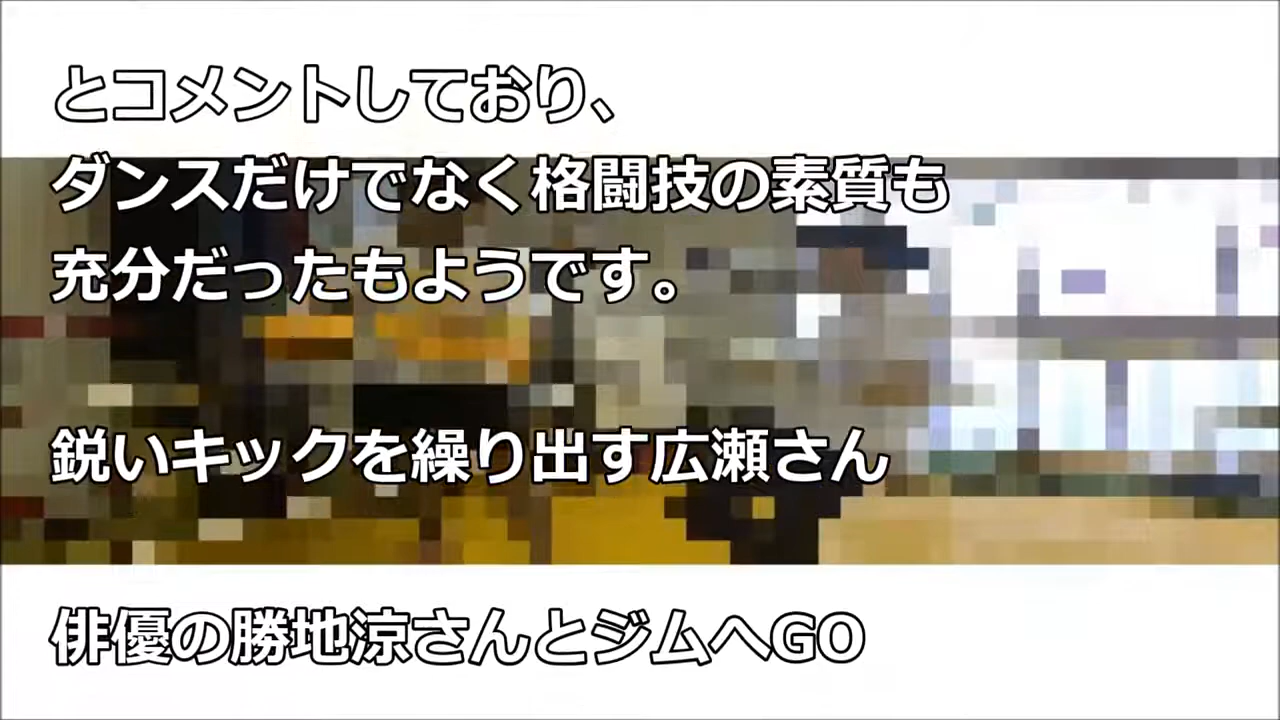 とコメントしており、
ダンスだけでなく格闘技の素質も
充分だったもようです。
鋭いキックを繰り出す広瀬さん
俳優の勝地涼さんとジムへGO